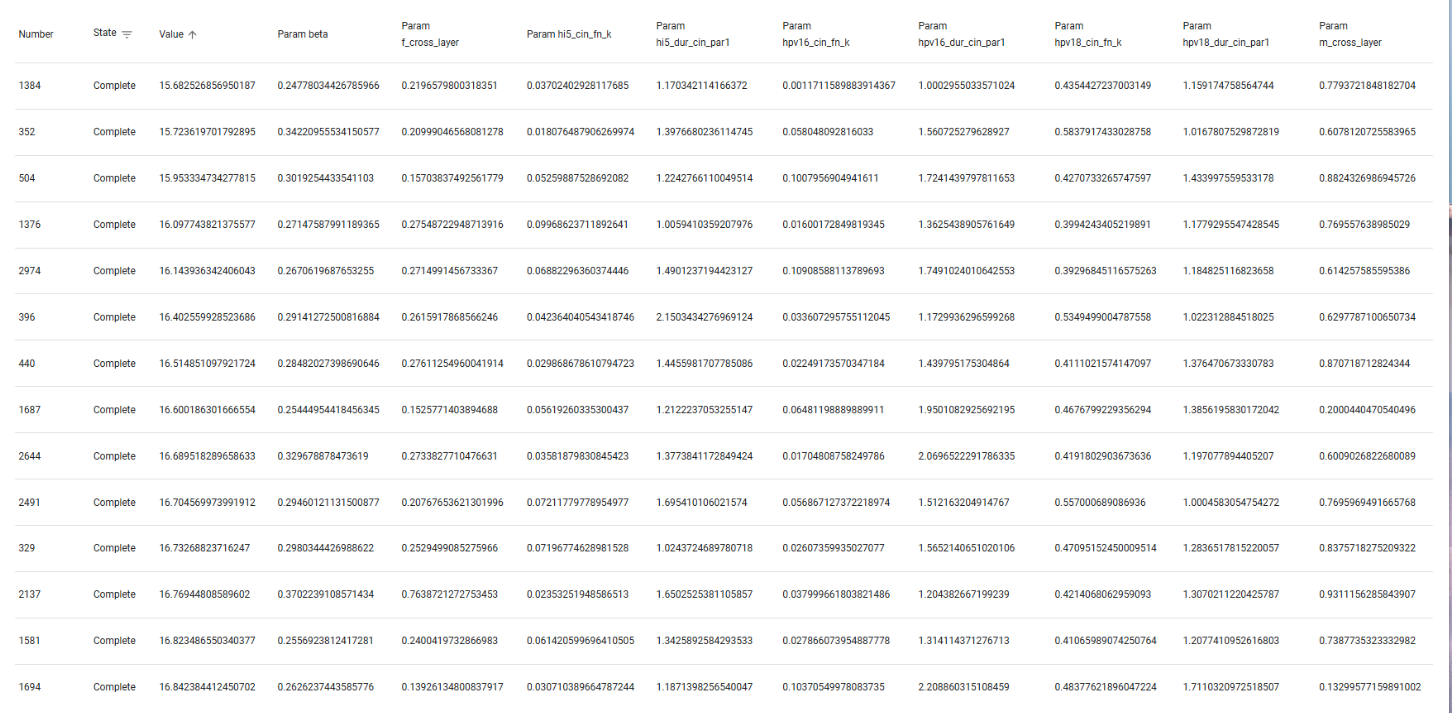 Number State Value ↑ Param beta Param f_cross_layer Param hi5_cin_fn_k Param hi5_dur_cin_par1 Param hpv16_cin_fn_k Param hpv16_dur_cin_par1 Param hpv18_cin_fn_k Param hpv18_dur_cin_par1 Param m_cross_layer
1384 Complete 15.682526856950187 0.24778034426785966 0.2196579800318351 0.03702402928117685 1.170342114166372 0.0011711589883914367 1.0002955033571024 0.4354427237003149 1.159174758564744 0.7793721848182704
352 Complete 15.723619701792895 0.34220955534150577 0.20999046568081278 0.018076487906269974 1.3976680236114745 0.058048092816033 1.560725279628927 0.5837917433028758 1.0167807529872819 0.6078120725583965
504 Complete 15.953334734277815 0.3019254433541103 0.15703837492561779 0.05259887528692082 1.2242766110049514 0.1007956904941611 1.7241439797811653 0.4270733265747597 1.433997559533178 0.8824326986945726
1376 Complete 16.097743821375577 0.27147587991189365 0.27548722948713916 0.09968623711892641 1.0059410359207976 0.01600172849819345 1.3625438905761649 0.3994243405219891 1.1779295547428545 0.769557638985029
2974 Complete 16.143936342406043 0.2670619687653255 0.2714991456733367 0.06882296360374446 1.4901237194423127 0.10908588113789693 1.7491024010642553 0.39296845116575263 1.184825116823658 0.614257585595386
396 Complete 16.402559928523686 0.29141272500816884 0.2615917868566246 0.042364040543418746 2.1503434276969124 0.033607295755112045 1.1729936296599268 0.5349499004787558 1.022312884518025 0.6297787100650734
440 Complete 16.514851097921724 0.28482027398690646 0.27611254960041914 0.029868678610794723 1.4455981707785086 0.02249173570347184 1.439795175304864 0.4111021574147097 1.376470673330783 0.870718712824344
1687 Complete 16.600186301666554 0.25444954418456345 0.1525771403894688 0.05619260335300437 1.2122237053255147 0.06481198889889911 1.9501082925692195 0.4676799229356294 1.3856195830172042 0.2000440470540496
2644 Complete 16.689518289658633 0.329678878473619 0.2733827710476631 0.03581879830845423 1.3773841172849424 0.01704808758249786 2.0696522291786335 0.4191802903673636 1.197077894405207 0.6009026822680089
2491 Complete 16.704569973991912 0.29460121131500877 0.20767653621301996 0.07211779778954977 1.695410106021574 0.056867127372218974 1.512163204914767 0.557000689086936 1.0004583054754272 0.7695969491665768
329 Complete 16.73268823716247 0.2980344426988622 0.2529499085275966 0.07196774628981528 1.0243724689780718 0.02607359935027077 1.5652140651020106 0.47095152450009514 1.2836517815220057 0.8375718275209322
2137 Complete 16.76944808589602 0.3702239108571434 0.7638721272753453 0.02353251948586513 1.6502525381105857 0.037999661803821486 1.204382667199239 0.4214068062959093 1.3070211220425787 0.9311156285843907
1581 Complete 16.823486550340377 0.2556923812417281 0.2400419732866983 0.061420599696410505 1.3425892584293533 0.027866073954887778 1.314114371276713 0.41065989074250764 1.2077410952616803 0.7387735323332982
1694 Complete 16.842384412450702 0.2626237443585776 0.13926134800837917 0.030710389664787244 1.1871398256540047 0.10370549978083735 2.208860315108459 0.48377621896047224 1.7110320972518507 0.13299577159891002